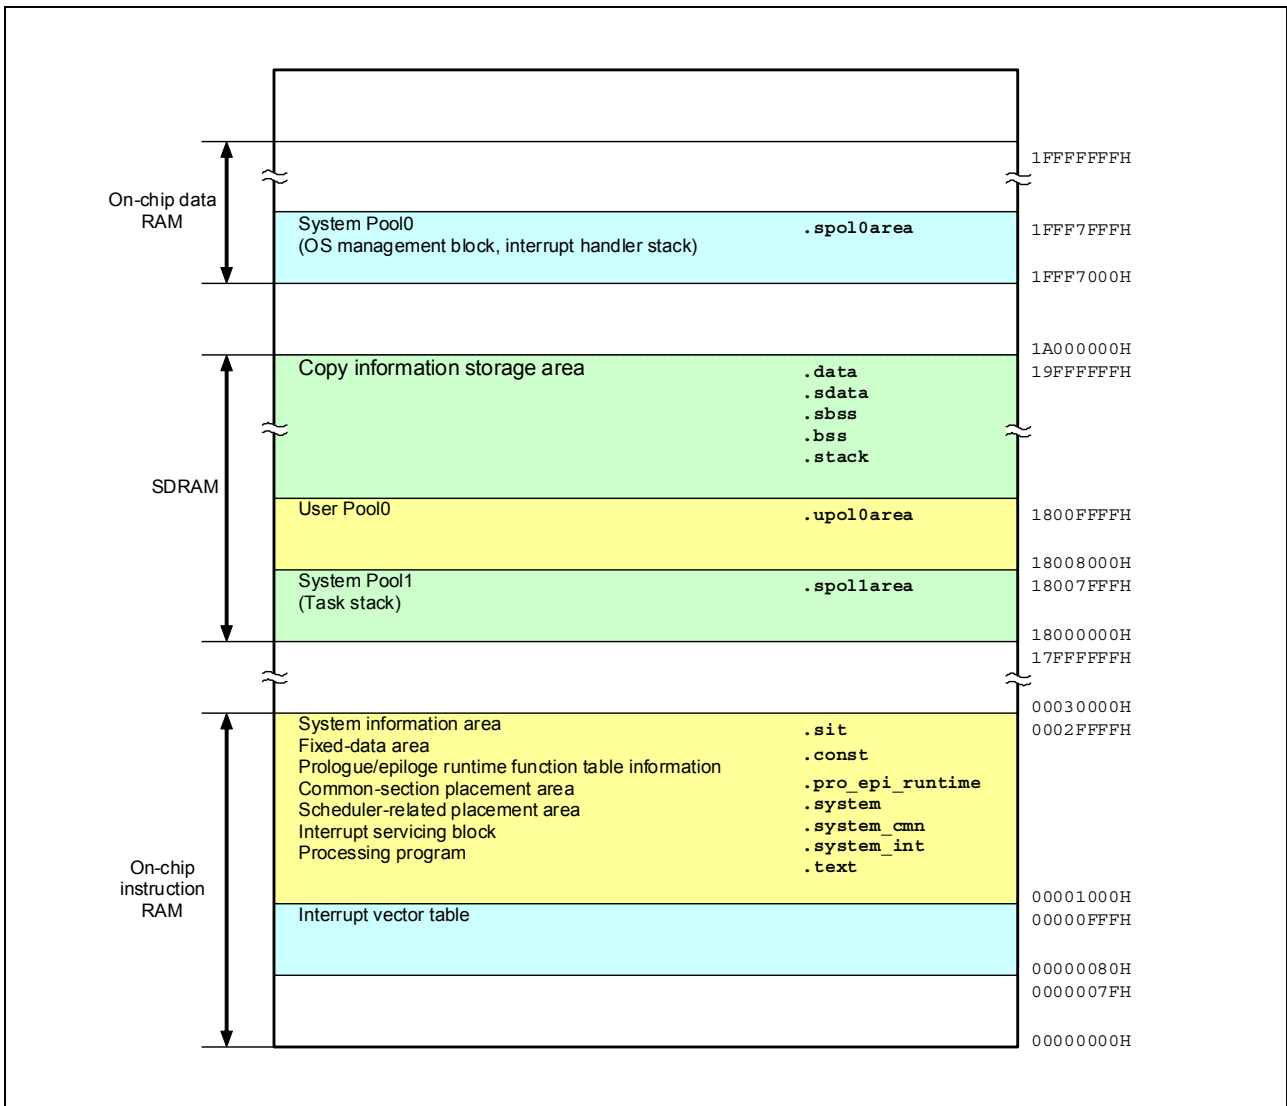 1FFFFFFFH
On-chip data
RAM
System Pool0
(OS management block, interrupt handler stack)
.spol0area
1FFF7FFFH
1FFF7000H
1A000000H
Copy information storage area
.data
19FFFFFFH
.sdata
.sbss
.bss
.stack
SDRAM
User Pool0
.upol0area
1800FFFFH
18008000H
System Pool1
(Task stack)
.spol1area
18007FFFH
18000000H
17FFFFFFH
00030000H
System information area
.sit
0002FFFFH
Fixed-data area
.const
Prologue/epiloge runtime function table information
.pro_epi_runtime
Common-section placement area
.system
Scheduler-related placement area
.system_cmn
Interrupt servicing block
.system_int
Processing program
.text
On-chip
instruction
RAM
00001000H
Interrupt vector table
00000FFFH
00000080H
0000007FH
00000000H